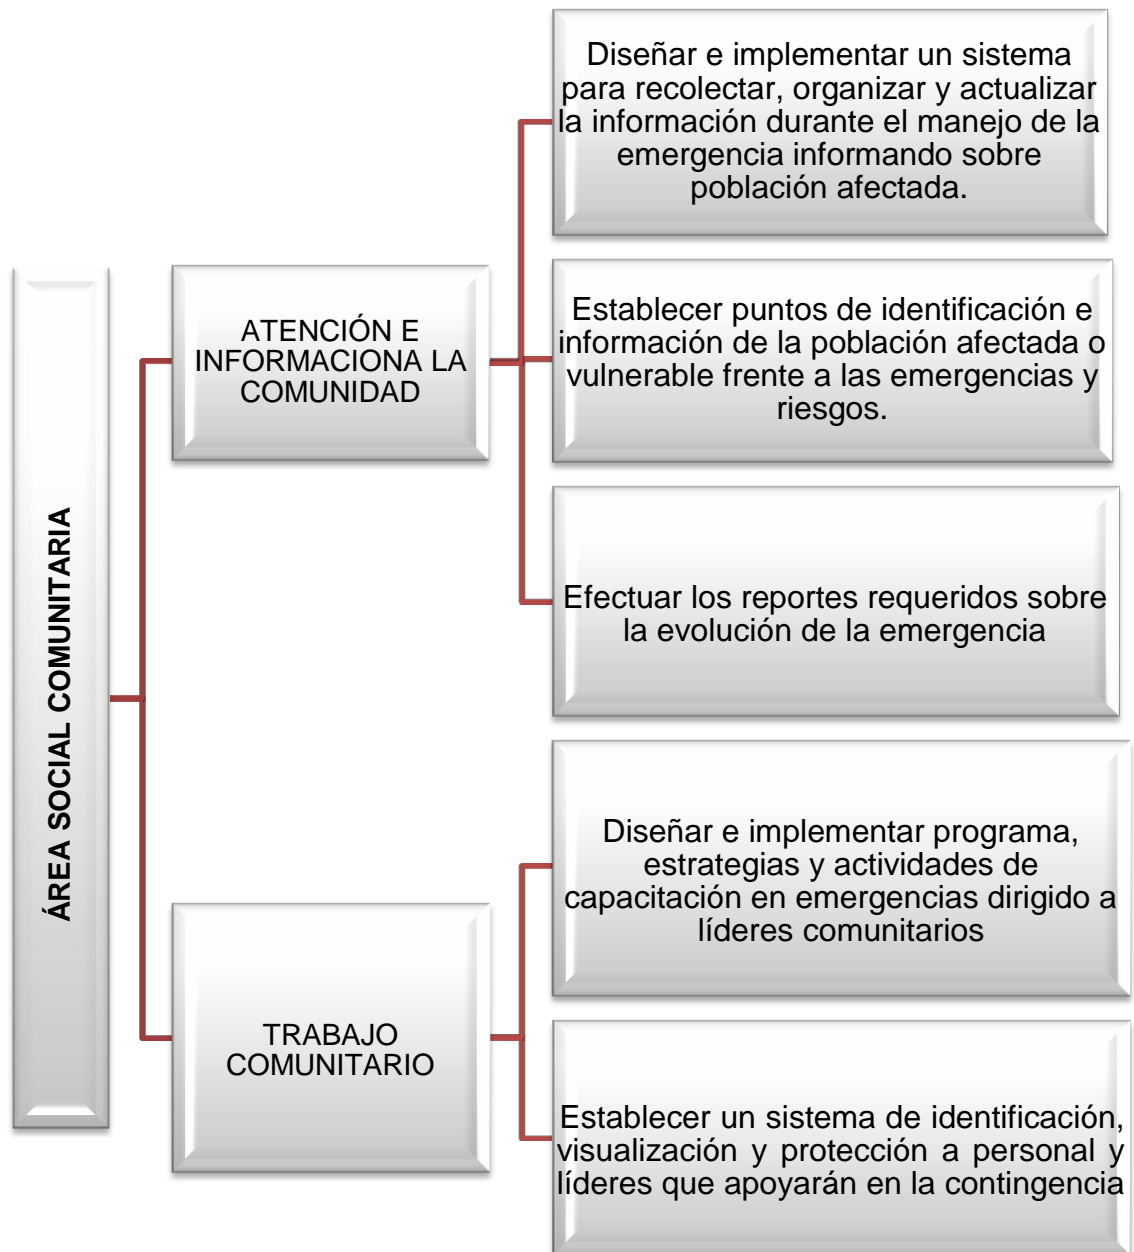 ÁREA SOCIAL COMUNITARIA
ATENCIÓN E
INFORMACIONA LA
COMUNIDAD
Diseñar e implementar un sistema
para recolectar, organizar y actualizar
la información durante el manejo de la
emergencia informando sobre
población afectada.
Establecer puntos de identificación e
información de la población afectada o
vulnerable frente a las emergencias y
riesgos.
Efectuar los reportes requeridos sobre
la evolución de la emergencia
TRABAJO
COMUNITARIO
Diseñar e implementar programa,
estrategias y actividades de
capacitación en emergencias dirigido a
líderes comunitarios
Establecer un sistema de identificación,
visualización y protección a personal y
líderes que apoyarán en la contingencia